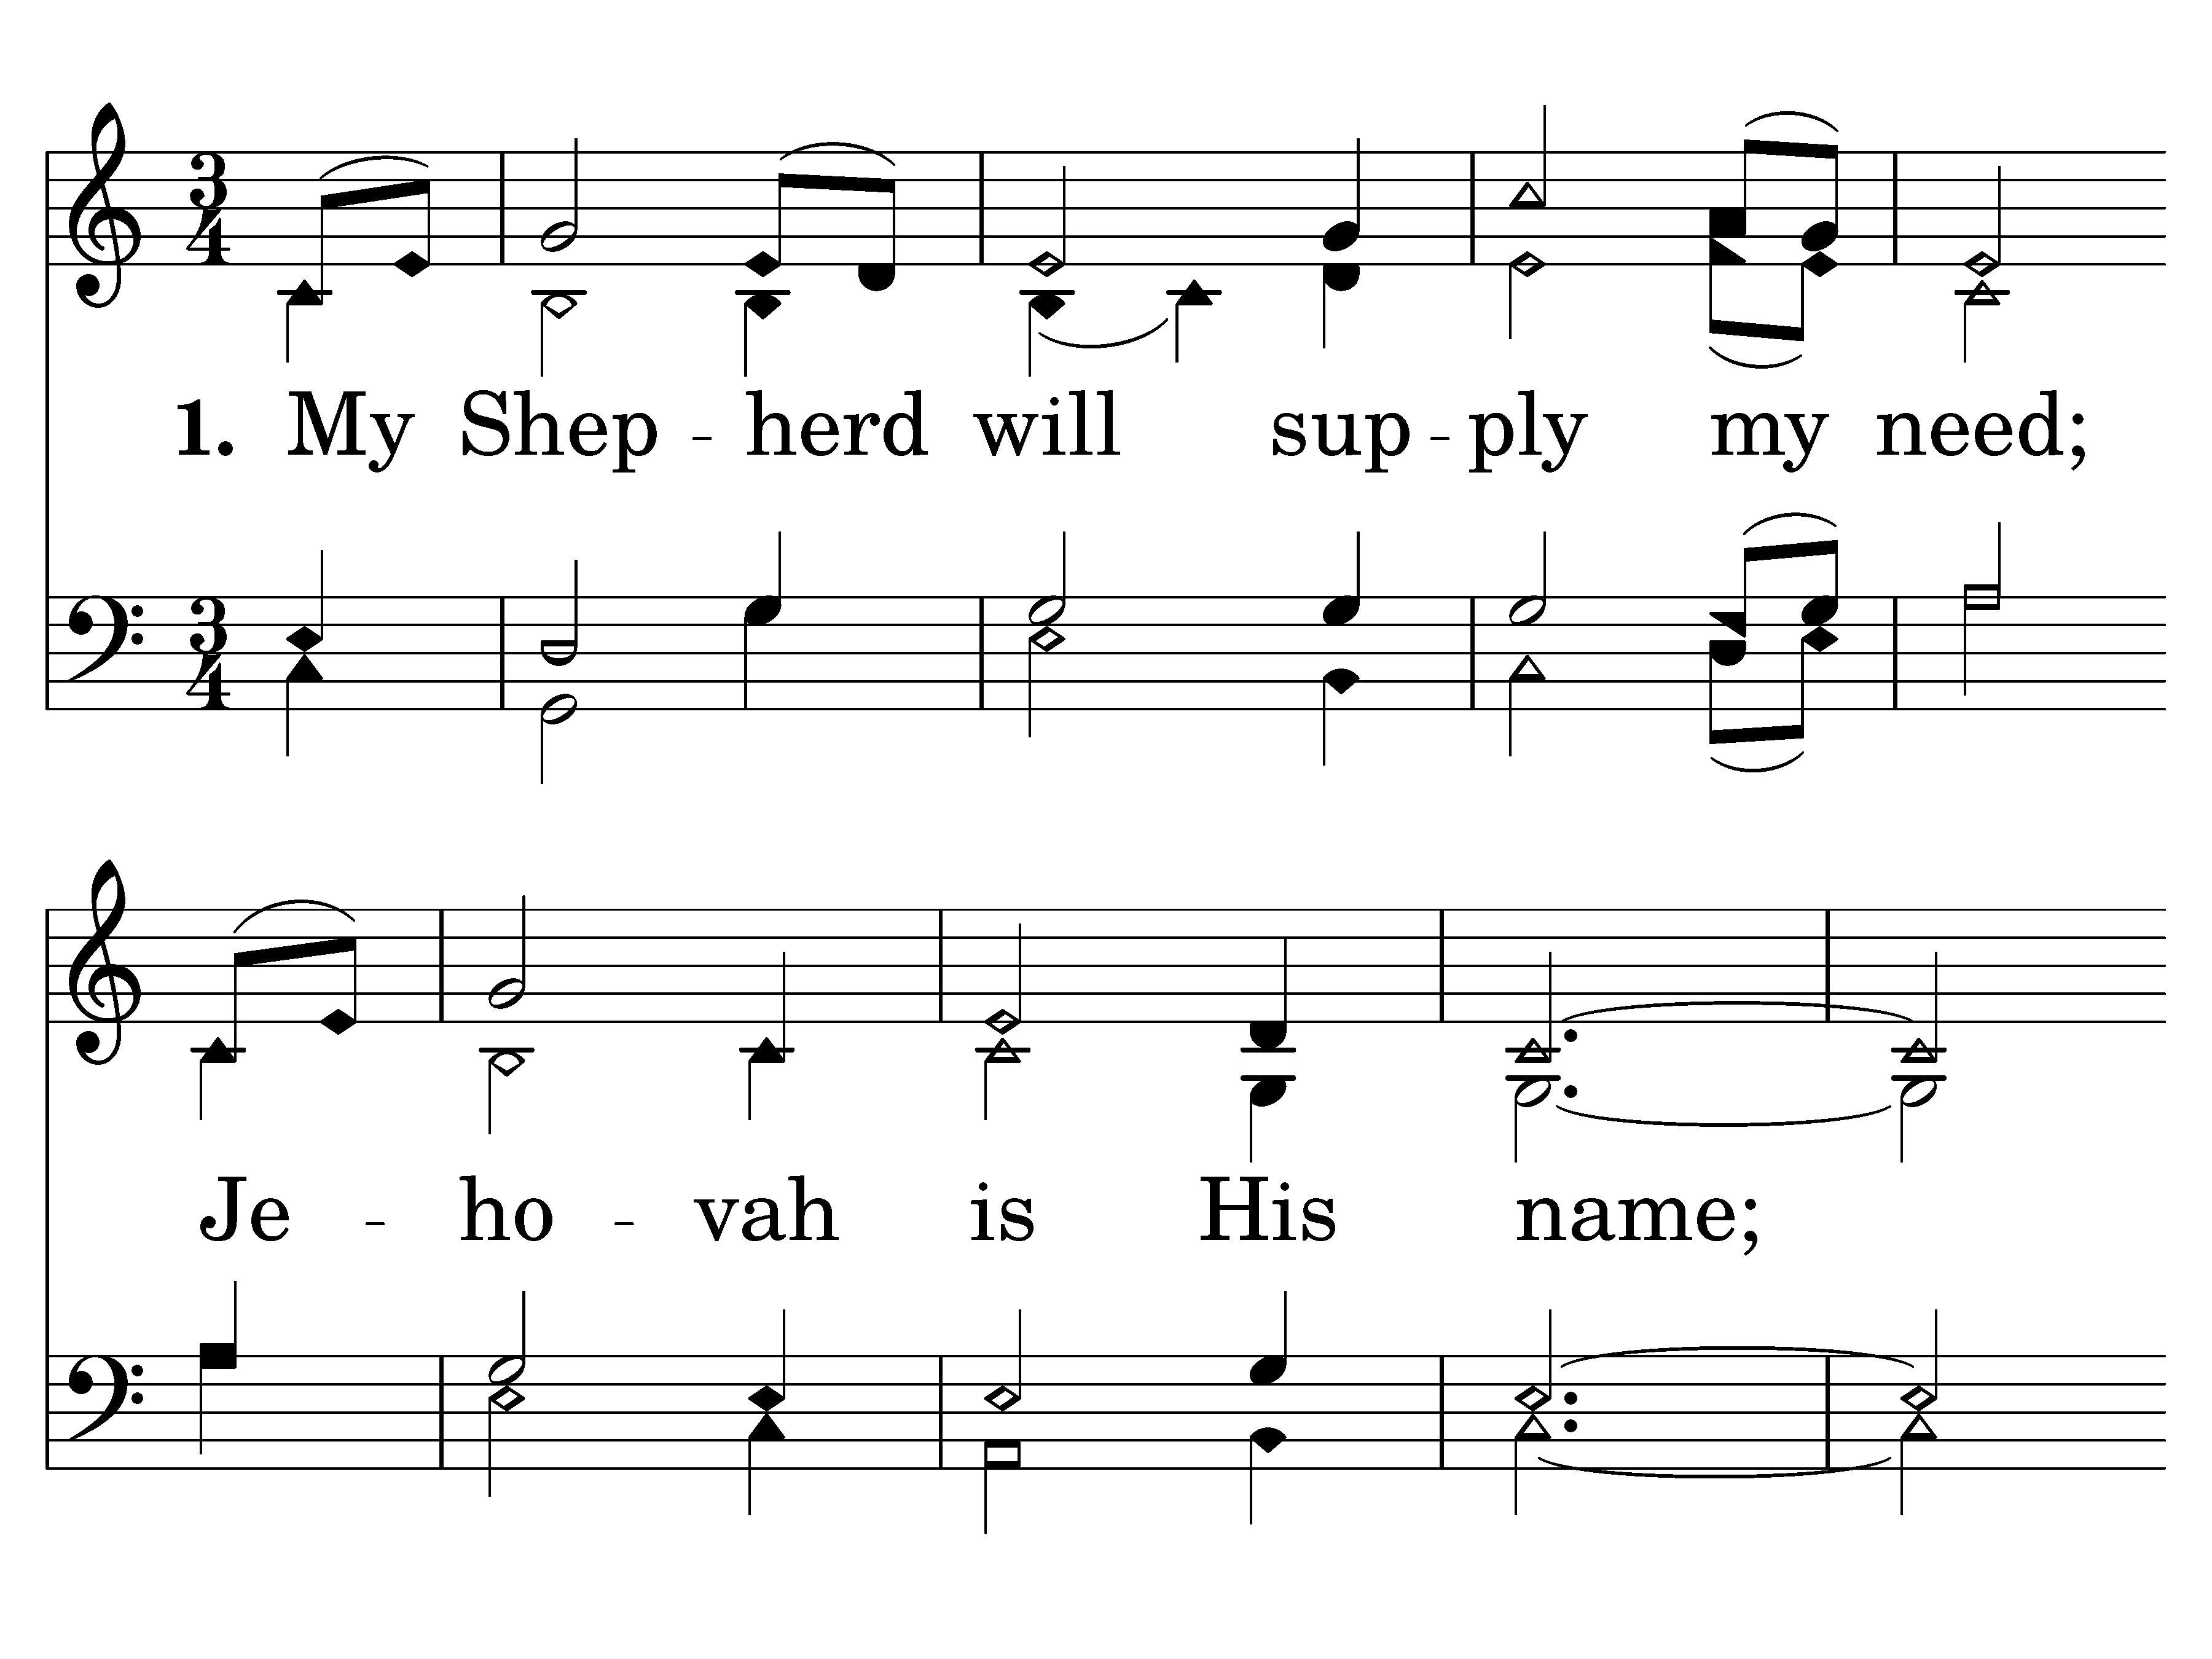 1. My Shep - herd will sup - ply my need;
Je - ho - vah is His name;